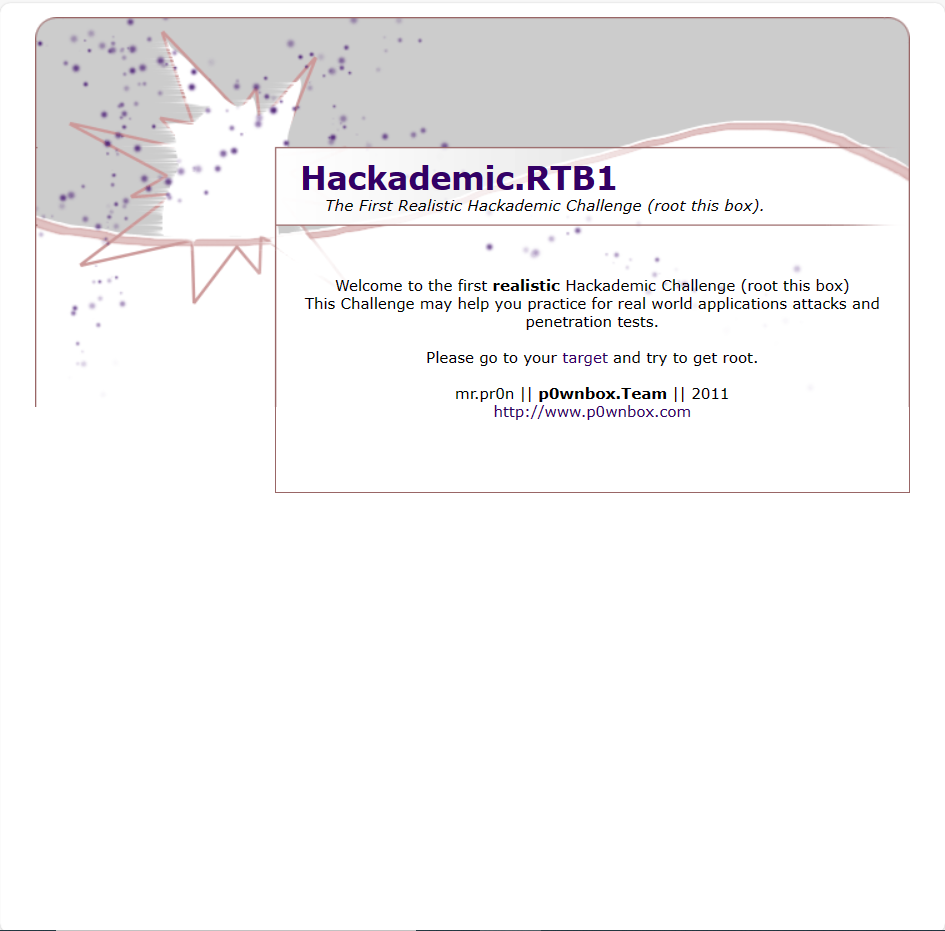 Hackademic.RTB1
The First Realistic Hackademic Challenge (root this box).
Welcome to the first realistic Hackademic Challenge (root this box)
This Challenge may help you practice for real world applications attacks and
penetration tests.
Please go to your target and try to get root.
mr.pr0n || p0wnbox.Team || 2011
http://www.p0wnbox.com